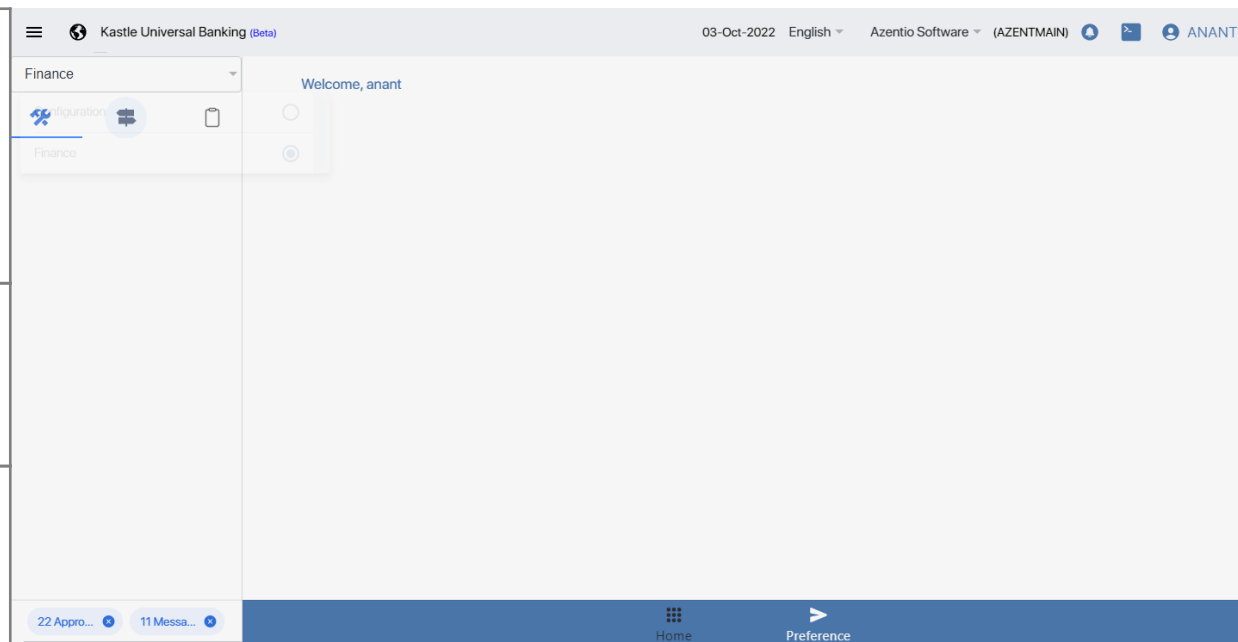 Kastle Universal Banking (Beta)
03-Oct-2022 English Azentio Software (AZENTMAIN) ANANT
Finance
Welcome, anant
Configuration
Finance
22 Appro... 11 Messa...
Home Preference